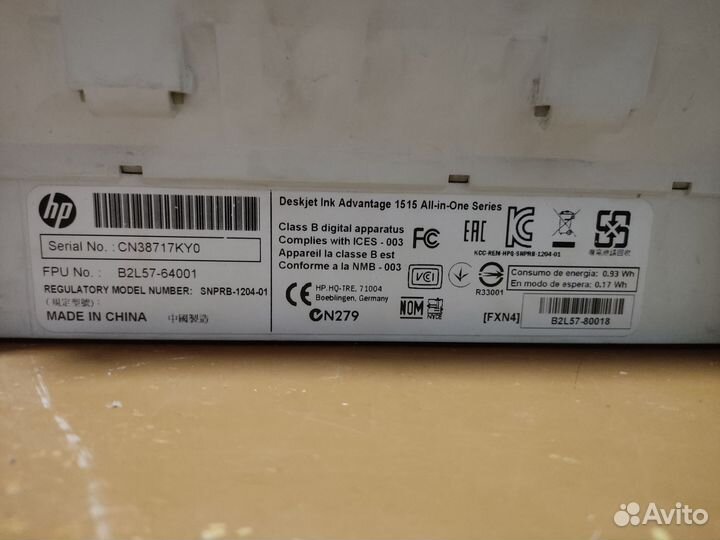 hp
Serial No.: CN38717KY0
FPU No.: B2L57-64001
REGULATORY MODEL NUMBER: SNPRB-1204-01
(規定型號):
MADE IN CHINA 中國製造
Deskjet Ink Advantage 1515 All-in-One Series
Class B digital apparatus
Complies with ICES - 003
Appareil la classe B est
Conforme a la NMB - 003
FC
EAC
KCC-REM-HPQ-SNPRB-1204-01
CE
HP, HQ-TRE, 71004
Boeblingen, Germany
VCCI
R33001
Consumo de energia: 0.93 Wh
En modo de espera: 0.17 Wh
N279
NOM
NYCE
[FXN4]
B2L57-80018
Avito